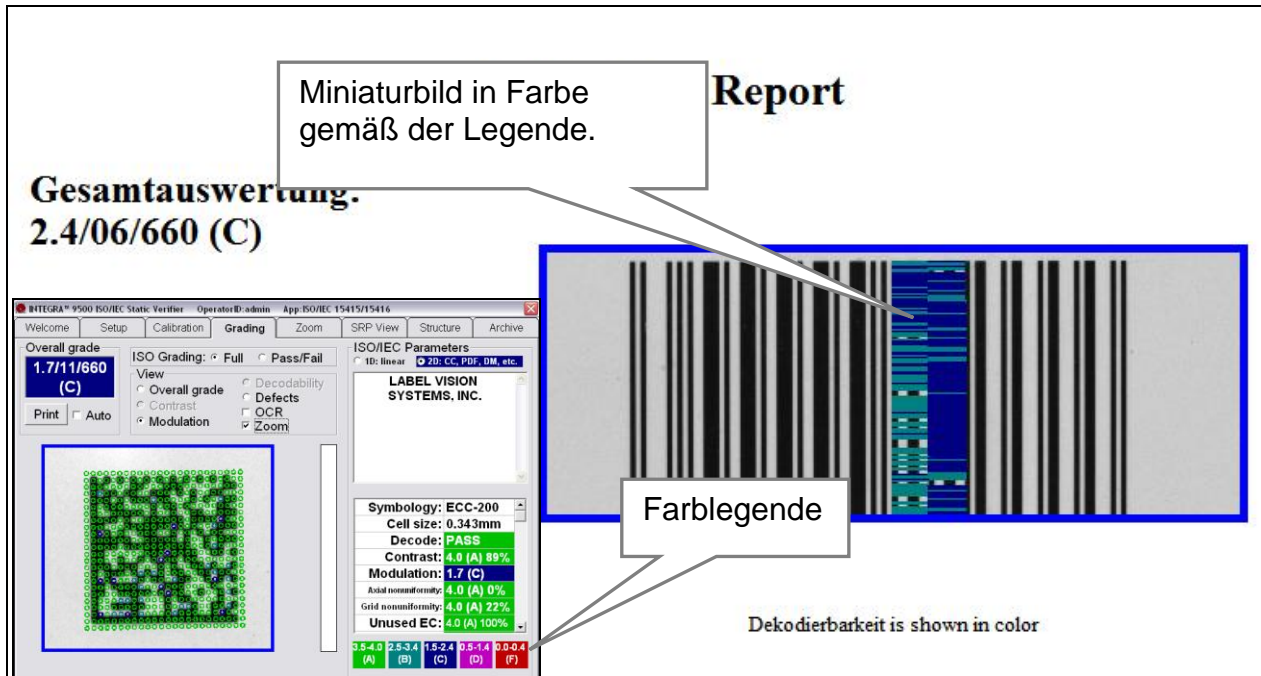 Miniaturbild in Farbe
gemäß der Legende.
Report
Gesamtauswertung:
2.4/06/660 (C)
INTEGRA™ 9500 ISO/IEC Static Verifier OperatorID:admin App:ISO/IEC 15415/15416
Welcome Setup Calibration Grading Zoom SRP View Structure Archive
Overall grade
1.7/11/660
(C)
Print Auto
ISO Grading: Full Pass/Fail
View
Overall grade
Contrast
Modulation
Decodability
Defects
OCR
Zoom
ISO/IEC Parameters
1D: linear 2D: CC, PDF, DM, etc.
LABEL VISION
SYSTEMS, INC.
Symbology: ECC-200
Cell size: 0.343mm
Decode: PASS
Contrast: 4.0 (A) 89%
Modulation: 1.7 (C)
Axial nonuniformity: 4.0 (A) 0%
Grid nonuniformity: 4.0 (A) 22%
Unused EC: 4.0 (A) 100%
3.5-4.0 2.5-3.4 1.5-2.4 0.5-1.4 0.0-0.4
(A) (B) (C) (D) (F)
Farblegende
Dekodierbarkeit is shown in color